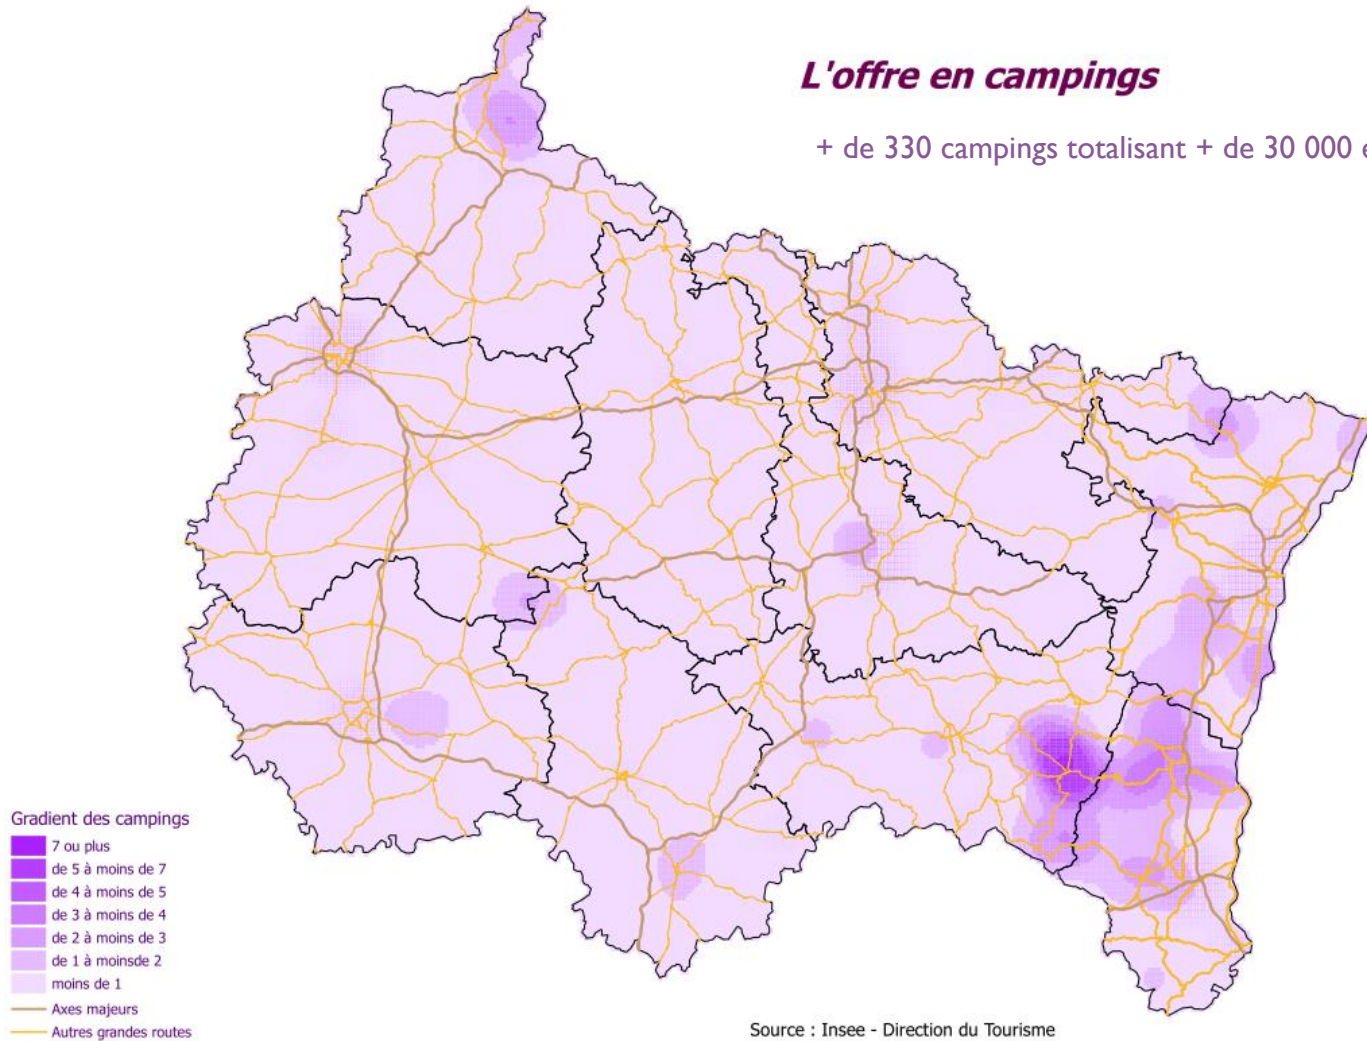 L'offre en campings
+ de 330 campings totalisant + de 30 000
Gradient des campings
7 ou plus
de 5 à moins de 7
de 4 à moins de 5
de 3 à moins de 4
de 2 à moins de 3
de 1 à moinsde 2
moins de 1
Axes majeurs
Autres grandes routes
Source : Insee - Direction du Tourisme